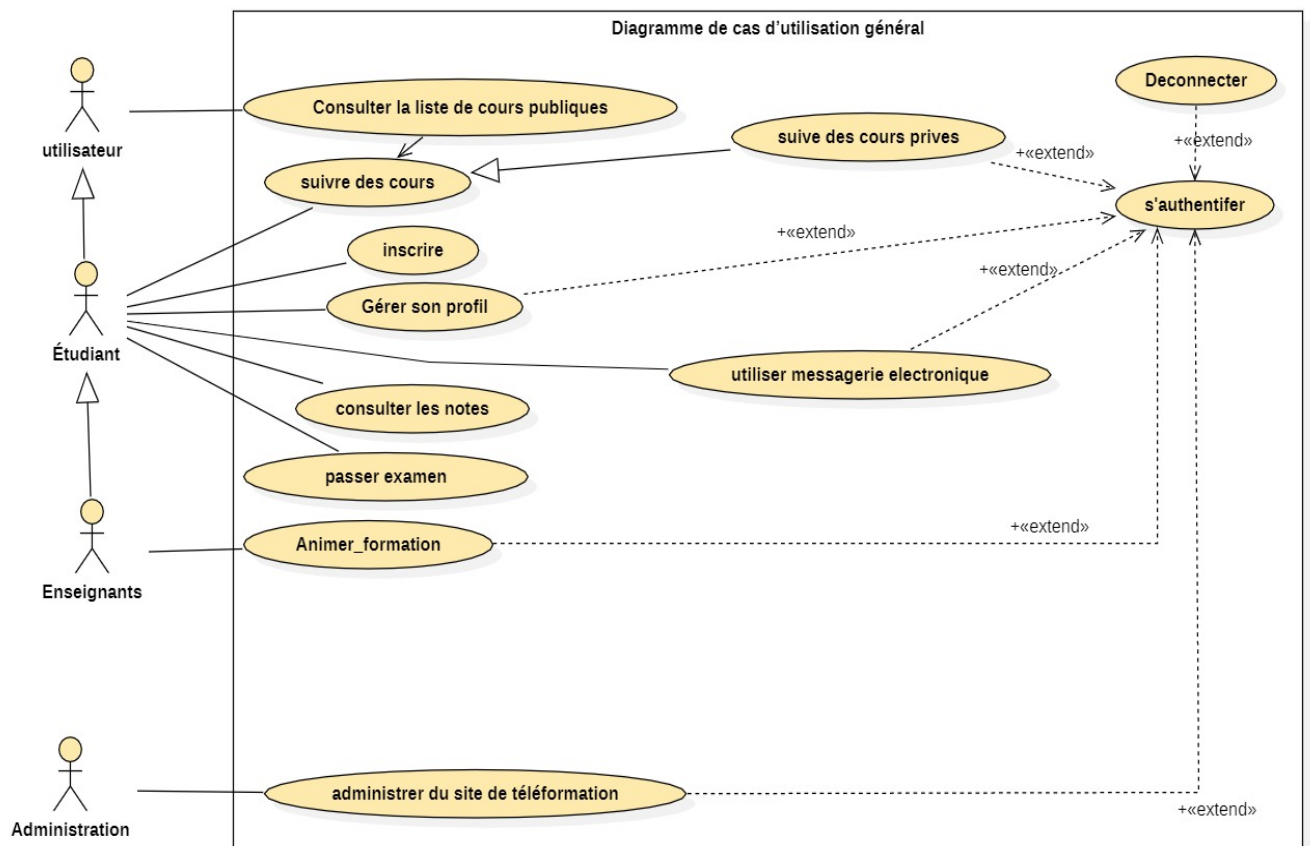 Diagramme de cas d'utilisation général
Deconnecter
Consulter la liste de cours publiques
suive des cours prives
utilisateur
+«extend»
+«extend»
suivre des cours
s'authentifer
+«extend»
inscrire
+«extend»
Gérer son profil
Étudiant
utiliser messagerie electronique
consulter les notes
passer examen
+«extend»
Animer_formation
Enseignants
administrer du site de téléformation
+«extend»
Administration